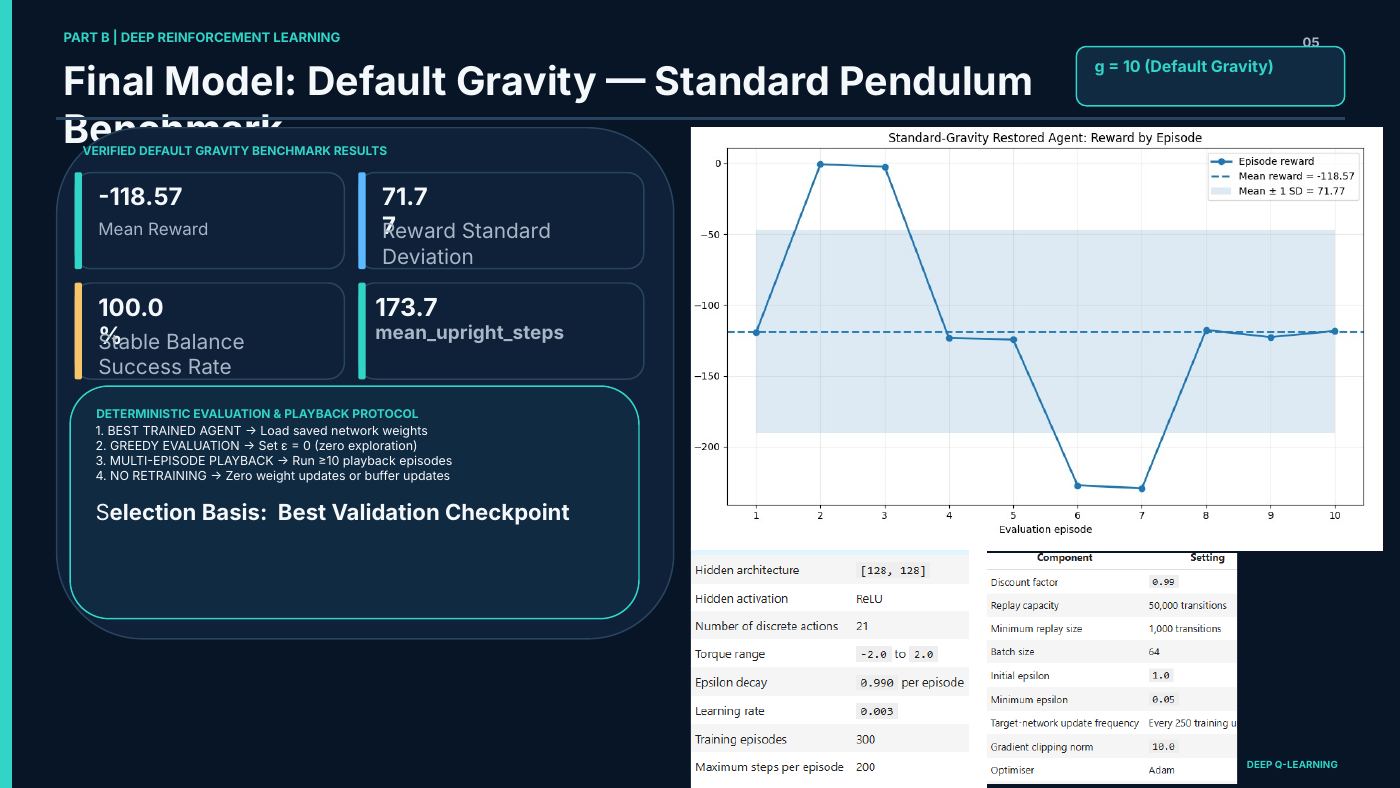 PART B | DEEP REINFORCEMENT LEARNING
05
Final Model: Default Gravity — Standard Pendulum
Benchmark
g = 10 (Default Gravity)
VERIFIED DEFAULT GRAVITY BENCHMARK RESULTS
-118.57
Mean Reward
71.7
7
Reward Standard
Deviation
100.0
%
Stable Balance
Success Rate
173.7
mean_upright_steps
DETERMINISTIC EVALUATION & PLAYBACK PROTOCOL
1. BEST TRAINED AGENT → Load saved network weights
2. GREEDY EVALUATION → Set ε = 0 (zero exploration)
3. MULTI-EPISODE PLAYBACK → Run ≥10 playback episodes
4. NO RETRAINING → Zero weight updates or buffer updates
Selection Basis:  Best Validation Checkpoint
Standard-Gravity Restored Agent: Reward by Episode
Episode reward
Mean reward = -118.57
Mean ± 1 SD = 71.77
0
−50
−100
−150
−200
1 2 3 4 5 6 7 8 9 10
Evaluation episode
Hidden architecture [128, 128]
Hidden activation ReLU
Number of discrete actions 21
Torque range -2.0 to 2.0
Epsilon decay 0.990 per episode
Learning rate 0.003
Training episodes 300
Maximum steps per episode 200
Component Setting
Discount factor 0.99
Replay capacity 50,000 transitions
Minimum replay size 1,000 transitions
Batch size 64
Initial epsilon 1.0
Minimum epsilon 0.05
Target-network update frequency Every 250 training u
Gradient clipping norm 10.0
Optimiser Adam
DEEP Q-LEARNING